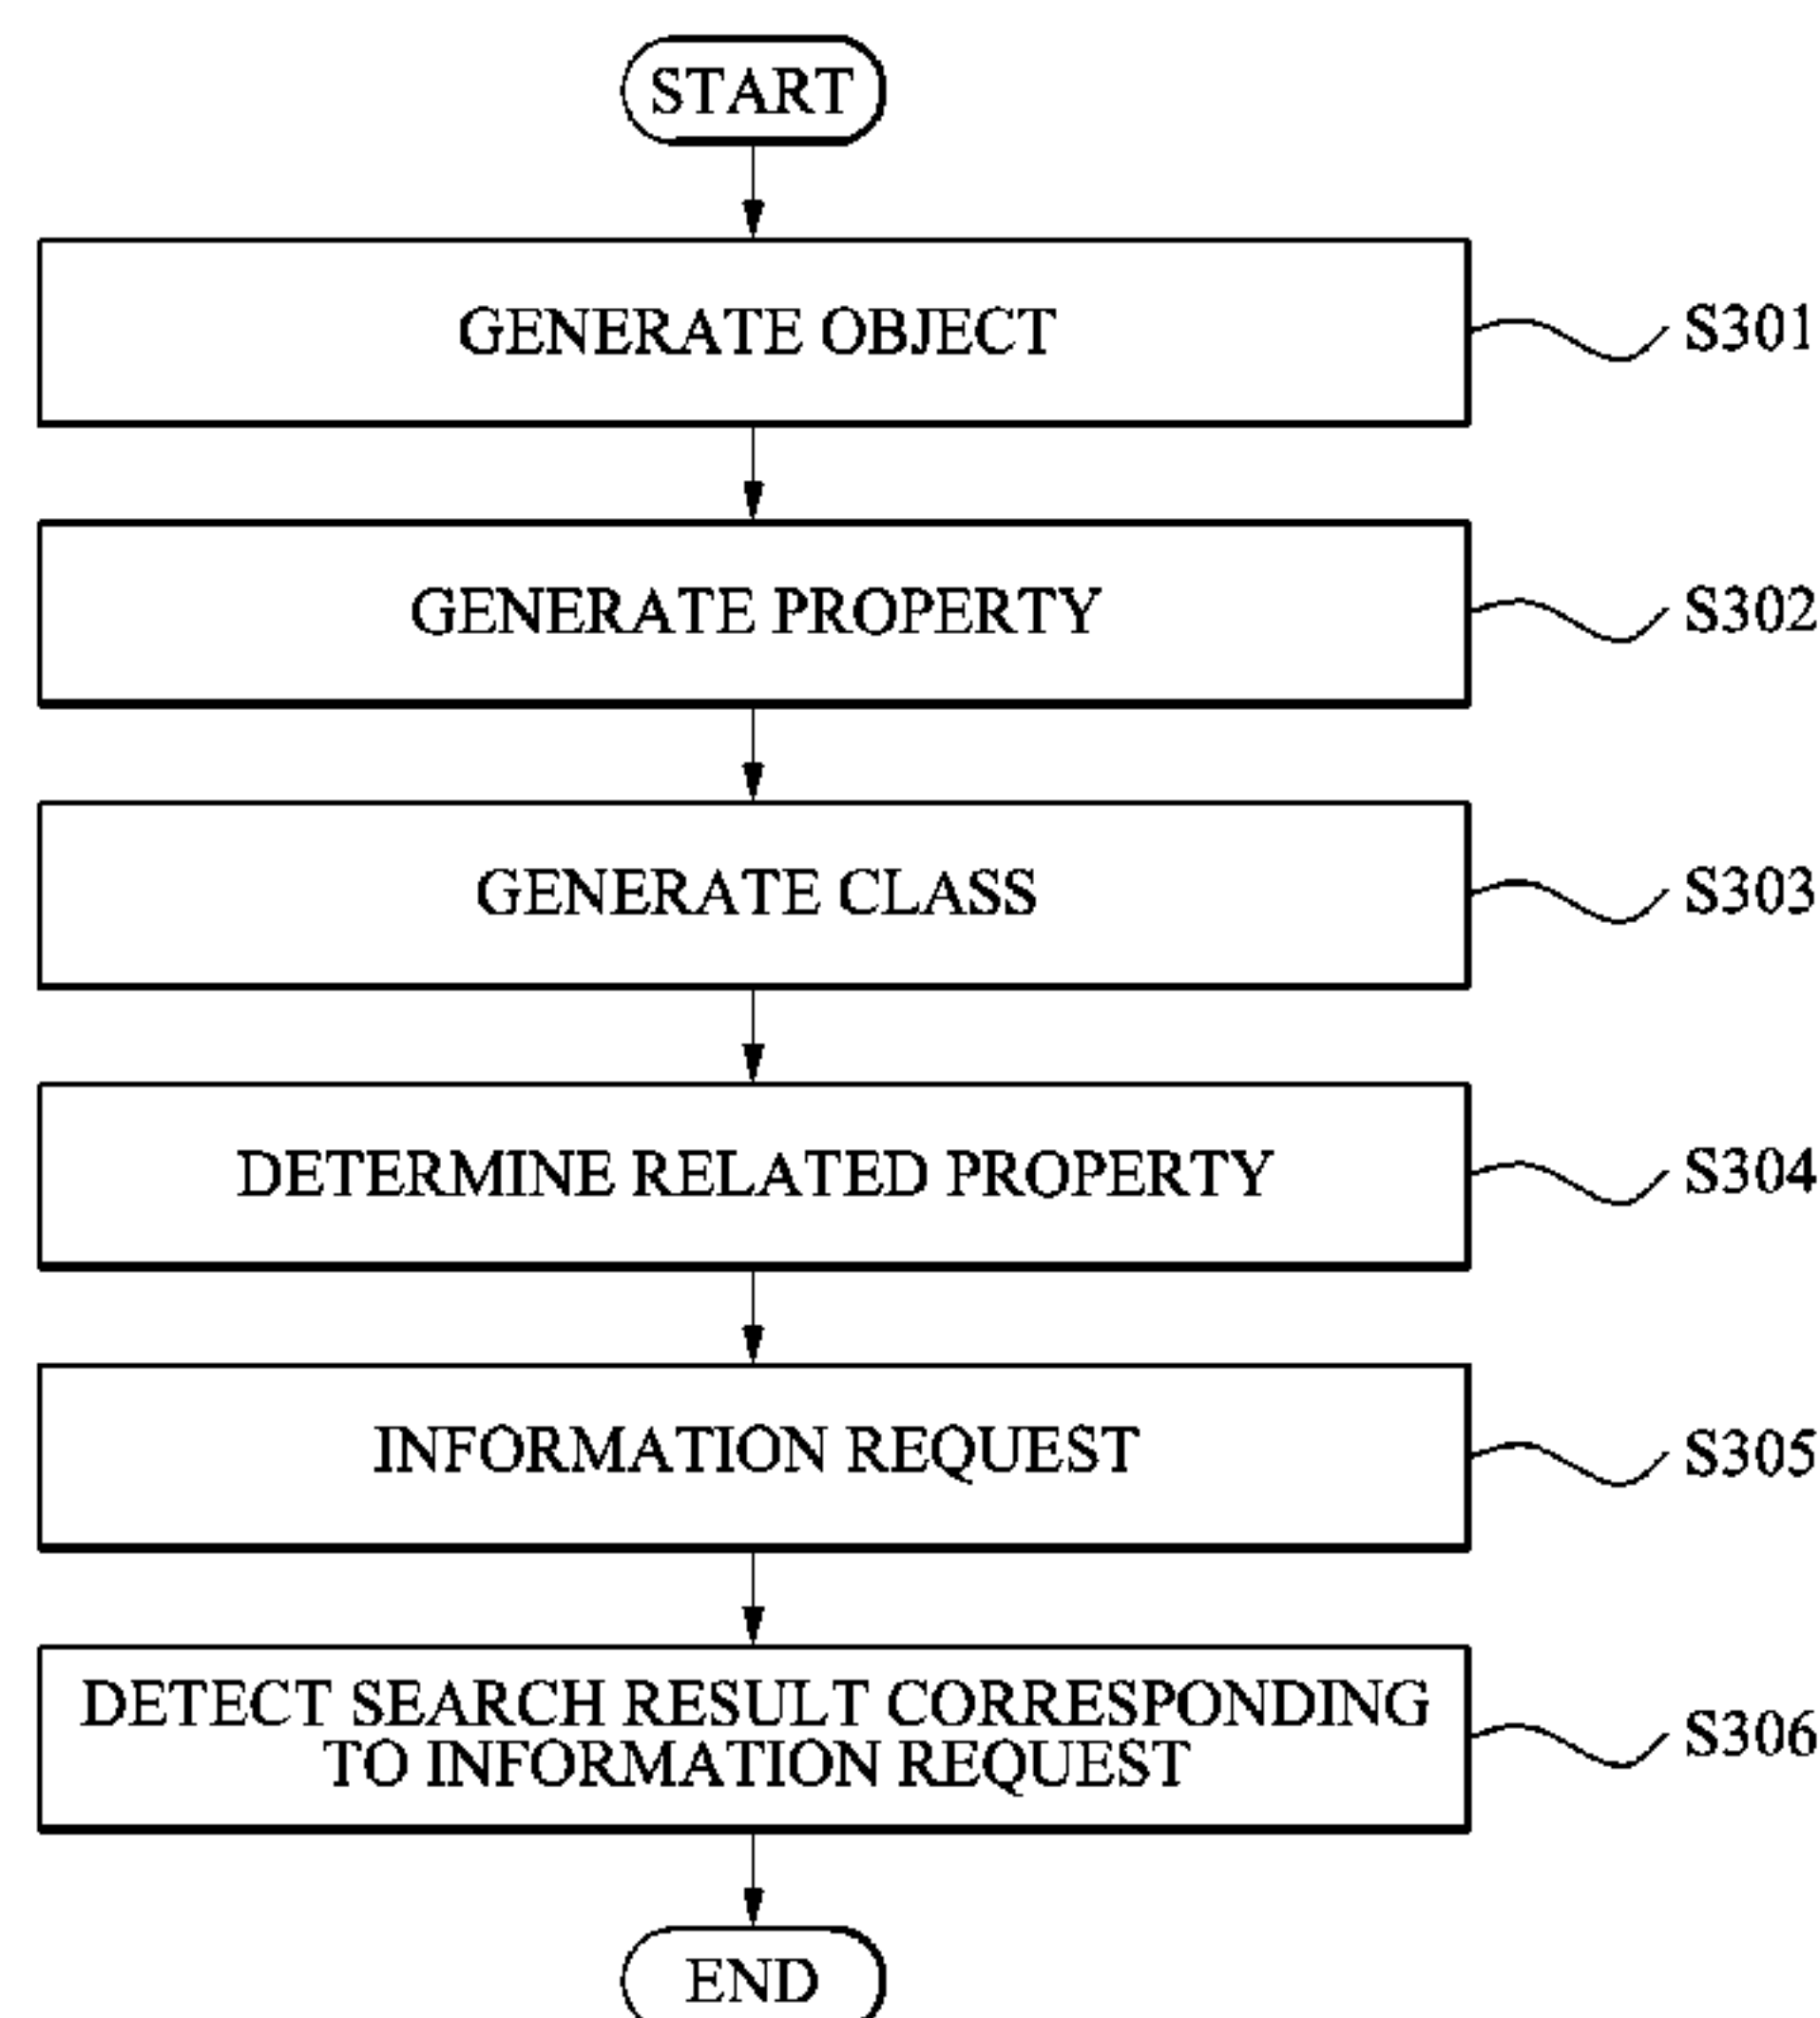 START
GENERATE OBJECT
S301
GENERATE PROPERTY
S302
GENERATE CLASS
S303
DETERMINE RELATED PROPERTY
S304
INFORMATION REQUEST
S305
DETECT SEARCH RESULT CORRESPONDING
TO INFORMATION REQUEST
S306
END